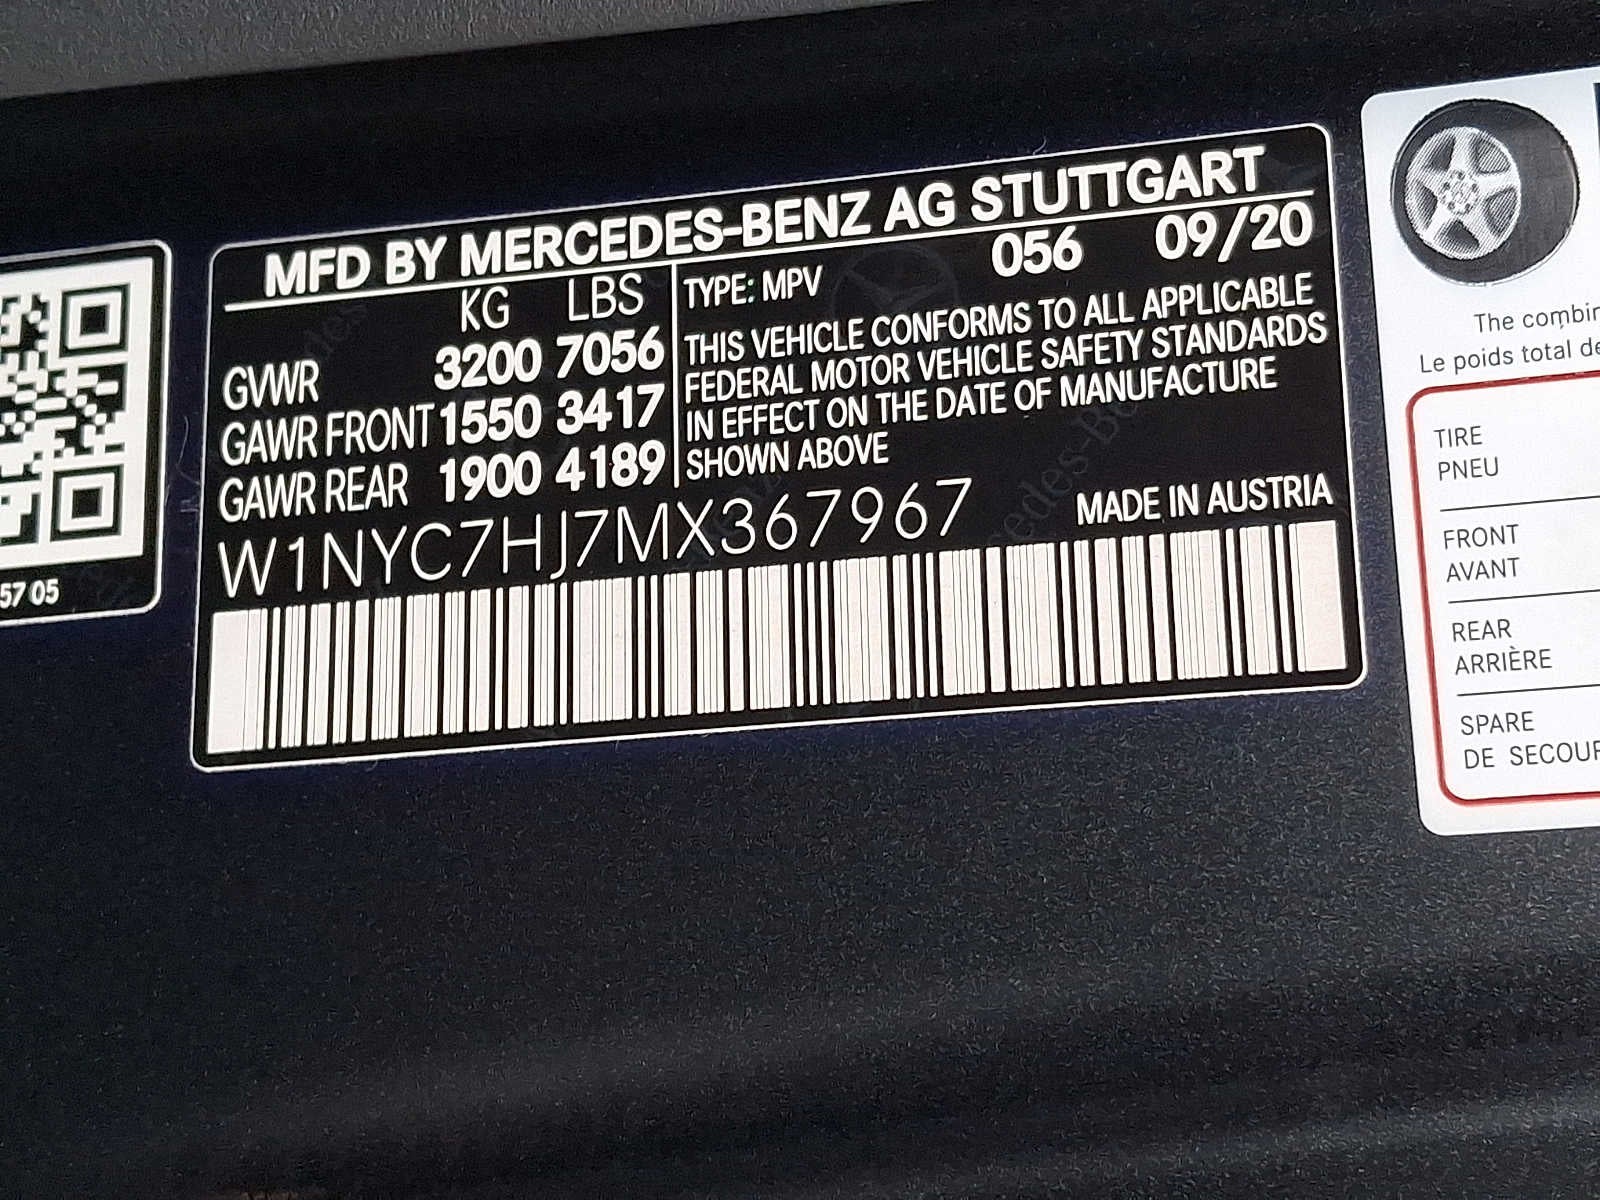 MFD BY MERCEDES-BENZ AG STUTTGART
KG LBS
GVWR 3200 7056
GAWR FRONT 1550 3417
GAWR REAR 1900 4189
TYPE: MPV 056 09/20
THIS VEHICLE CONFORMS TO ALL APPLICABLE
FEDERAL MOTOR VEHICLE SAFETY STANDARDS
IN EFFECT ON THE DATE OF MANUFACTURE
SHOWN ABOVE
W1NYC7HJ7MX367967
MADE IN AUSTRIA
57 05
The
Le poids total
TIRE
PNEU
FRONT
AVANT
REAR
ARRIÈRE
SPARE
DE